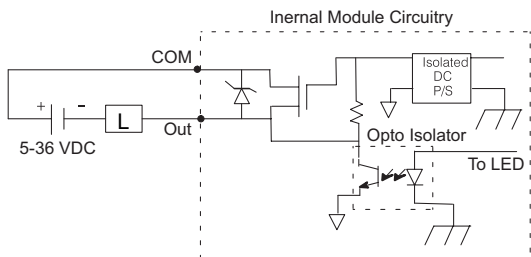 Inernal Module Circuitry
COM
Isolated
DC
P/S
+ -
L
Out
5-36 VDC
Opto Isolator
To LED